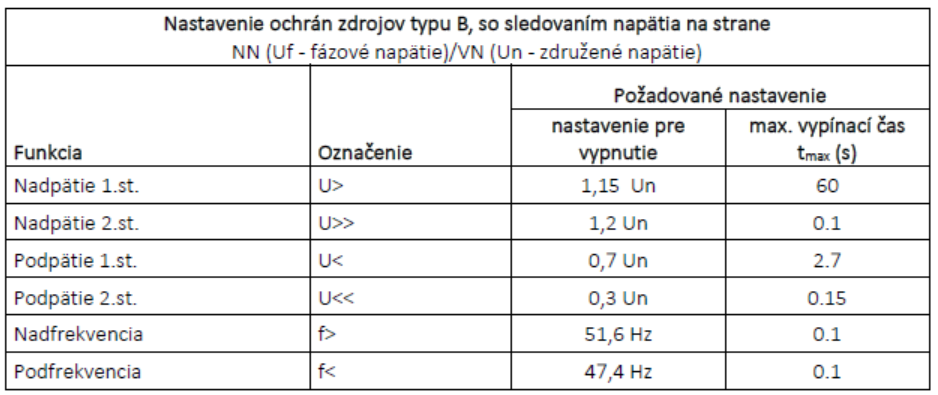 Nastavenie ochrán zdrojov typu B, so sledovaním napätia na strane
NN (Uf - fázové napätie)/VN (Un - združené napätie)
Požadované nastavenie
Funkcia Označenie nastavenie pre vypnutie max. vypínací čas tmax (s)
Nadpätie 1.st. U> 1,15 Un 60
Nadpätie 2.st. U>> 1,2 Un 0.1
Podpätie 1.st. U< 0,7 Un 2.7
Podpätie 2.st. U<< 0,3 Un 0.15
Nadfrekvencia f> 51,6 Hz 0.1
Podfrekvencia f< 47,4 Hz 0.1